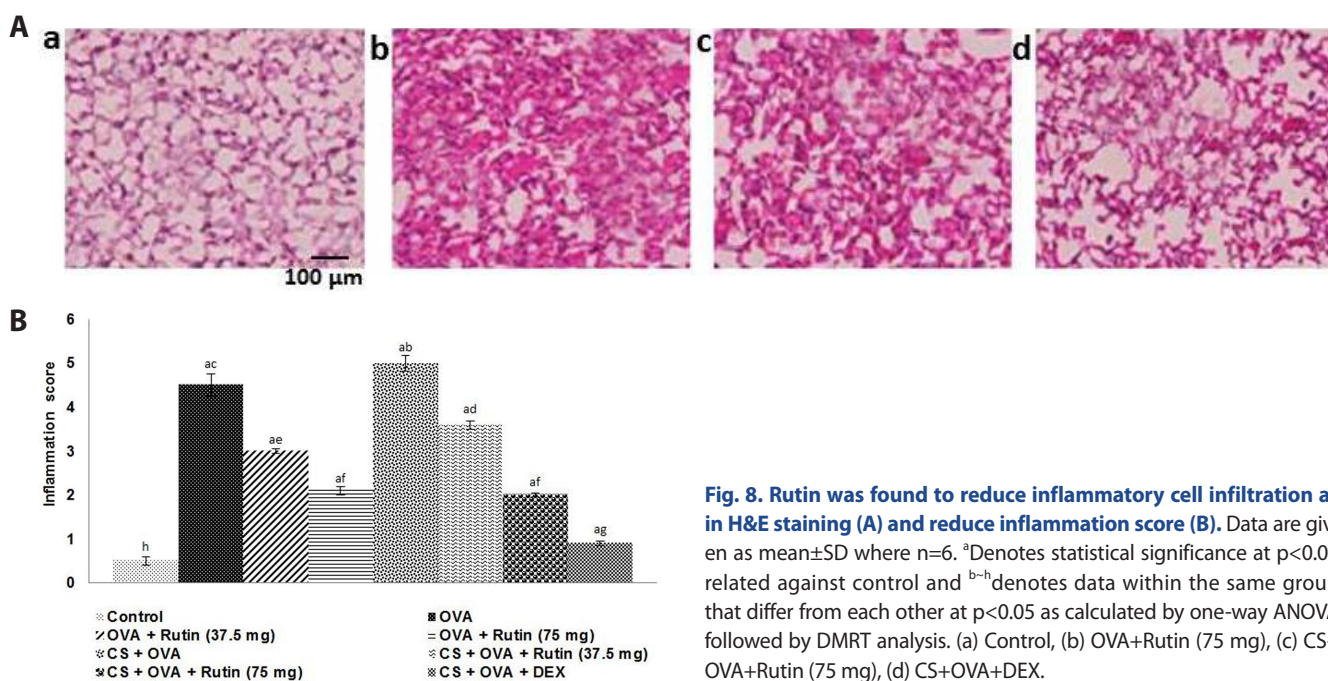 A
a
b
c
d
100 µm
B
Inflammation score
6
5
4
3
2
1
0
h
ac
ae
af
ab
ad
af
ag
Control
OVA
OVA + Rutin (37.5 mg)
OVA + Rutin (75 mg)
CS + OVA
CS + OVA + Rutin (37.5 mg)
CS + OVA + Rutin (75 mg)
CS + OVA + DEX
Fig. 8. Rutin was found to reduce inflammatory cell infiltration a
in H&E staining (A) and reduce inflammation score (B). Data are giv
en as mean±SD where n=6. ᵃDenotes statistical significance at p<0.0
related against control and ᵇ~ʰdenotes data within the same grou
that differ from each other at p<0.05 as calculated by one-way ANOVA
followed by DMRT analysis. (a) Control, (b) OVA+Rutin (75 mg), (c) CS+
OVA+Rutin (75 mg), (d) CS+OVA+DEX.